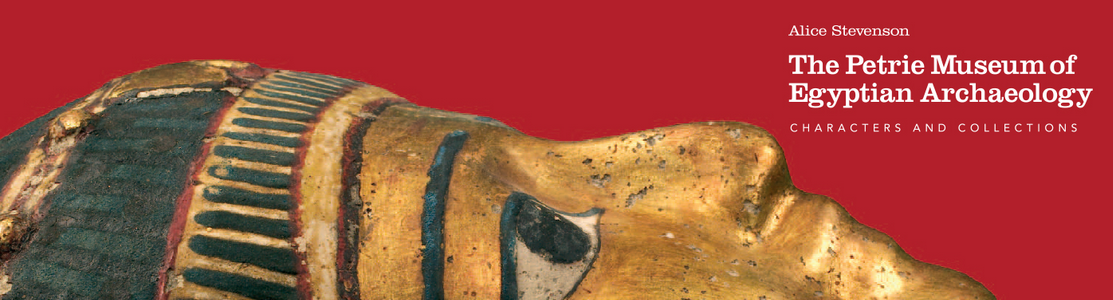 Alice Stevenson
The Petrie Museum of
Egyptian Archaeology
CHARACTERS AND COLLECTIONS